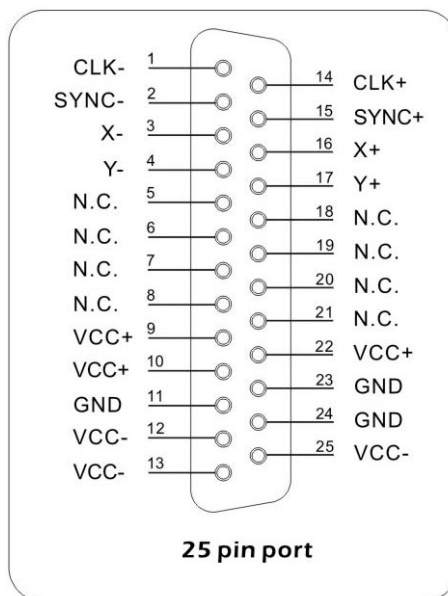 CLK- 1
SYNC- 2
X- 3
Y- 4
N.C. 5
N.C. 6
N.C. 7
N.C. 8
VCC+ 9
VCC+ 10
GND 11
VCC- 12
VCC- 13
14 CLK+
15 SYNC+
16 X+
17 Y+
18 N.C.
19 N.C.
20 N.C.
21 N.C.
22 VCC+
23 GND
24 GND
25 VCC-
25 pin port